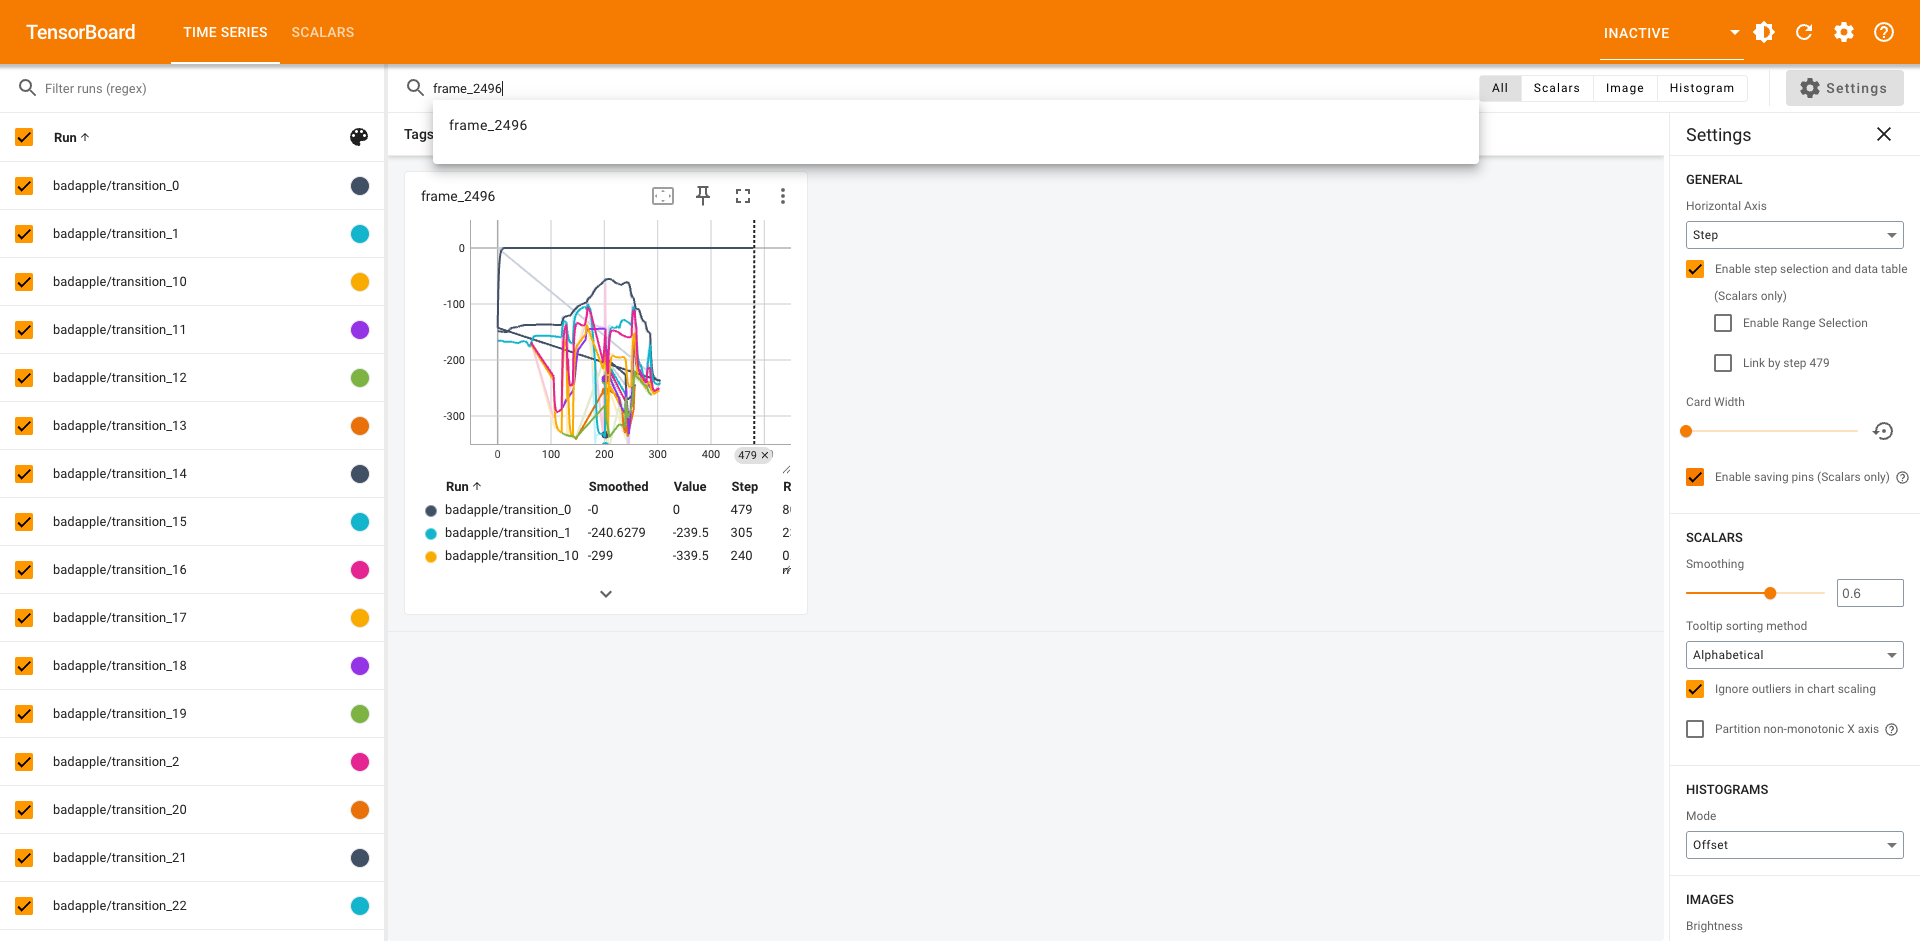 TensorBoard TIME SERIES SCALARS INACTIVE
Filter runs (regex)
frame_2496
All Scalars Image Histogram Settings
frame_2496
Run
Tags
Settings
badapple/transition_0
badapple/transition_1
badapple/transition_10
badapple/transition_11
badapple/transition_12
badapple/transition_13
badapple/transition_14
badapple/transition_15
badapple/transition_16
badapple/transition_17
badapple/transition_18
badapple/transition_19
badapple/transition_2
badapple/transition_20
badapple/transition_21
badapple/transition_22
frame_2496
0
-100
-200
-300
0 100 200 300 400 479
Run Smoothed Value Step
badapple/transition_0 -0 0 479
badapple/transition_1 -240.6279 -239.5 305
badapple/transition_10 -299 -339.5 240
GENERAL
Horizontal Axis
Step
Enable step selection and data table
(Scalars only)
Enable Range Selection
Link by step 479
Card Width
Enable saving pins (Scalars only)
SCALARS
Smoothing
0.6
Tooltip sorting method
Alphabetical
Ignore outliers in chart scaling
Partition non-monotonic X axis
HISTOGRAMS
Mode
Offset
IMAGES
Brightness